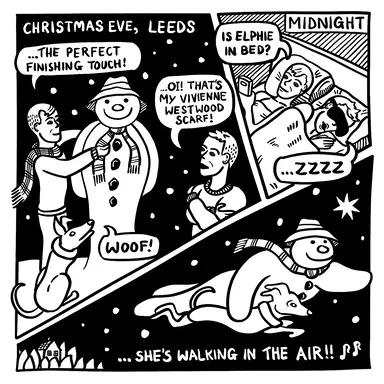 CHRISTMAS EVE, LEEDS
...THE PERFECT
FINISHING TOUCH!
...OI! THAT'S
MY VIVIENNE
WESTWOOD
SCARF!
WOOF!
MIDNIGHT
IS ELPHIE
IN BED?
...ZZZZ
...SHE'S WALKING IN THE AIR!! ♫♫